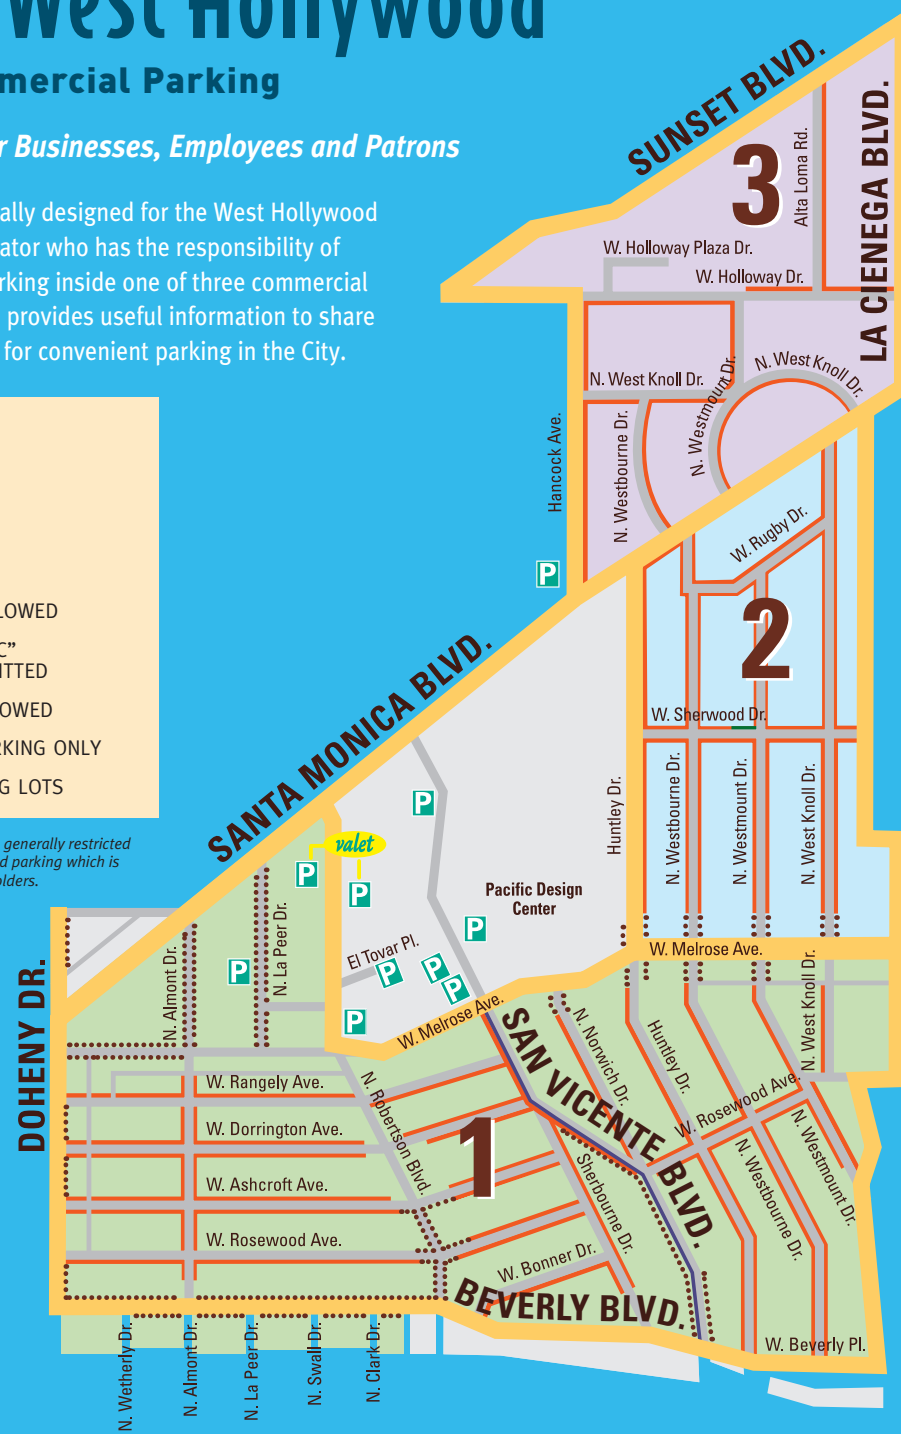 West Hollywood
mmercial Parking
r Businesses, Employees and Patrons
ally designed for the West Hollywood
ator who has the responsibility of
rking inside one of three commercial
provides useful information to share
for convenient parking in the City.
LOWED
C”
ITTED
OWED
RKING ONLY
G LOTS
generally restricted
d parking which is
olders.
SUNSET BLVD.
3
Alta Loma Rd.
LA CIENEGA BLVD.
W. Holloway Plaza Dr.
W. Holloway Dr.
N. West Knoll Dr.
N. Westmount Dr.
N. West Knoll Dr.
Hancock Ave.
N. Westbourne Dr.
P
W. Rugby Dr.
2
SANTA MONICA BLVD.
W. Sherwood Dr.
Huntley Dr.
N. Westbourne Dr.
N. Westmount Dr.
N. West Knoll Dr.
P
valet
P
P
Pacific Design
Center
P
N. La Peer Dr.
P
N. Almont Dr.
El Tovar Pl.
P
P
P
P
W. Melrose Ave.
W. Melrose Ave.
DOHENY DR.
SAN VICENTE BLVD.
N. Norwich Dr.
Huntley Dr.
N. West Knoll Dr.
W. Rangely Ave.
N. Robertson Blvd.
W. Rosewood Ave.
W. Dorrington Ave.
1
N. Westmount Dr.
W. Ashcroft Ave.
Sherbourne Dr.
N. Westbourne Dr.
W. Rosewood Ave.
W. Bonner Dr.
BEVERLY BLVD.
W. Beverly Pl.
N. Wetherly Dr.
N. Almont Dr.
N. La Peer Dr.
N. Swall Dr.
N. Clark Dr.